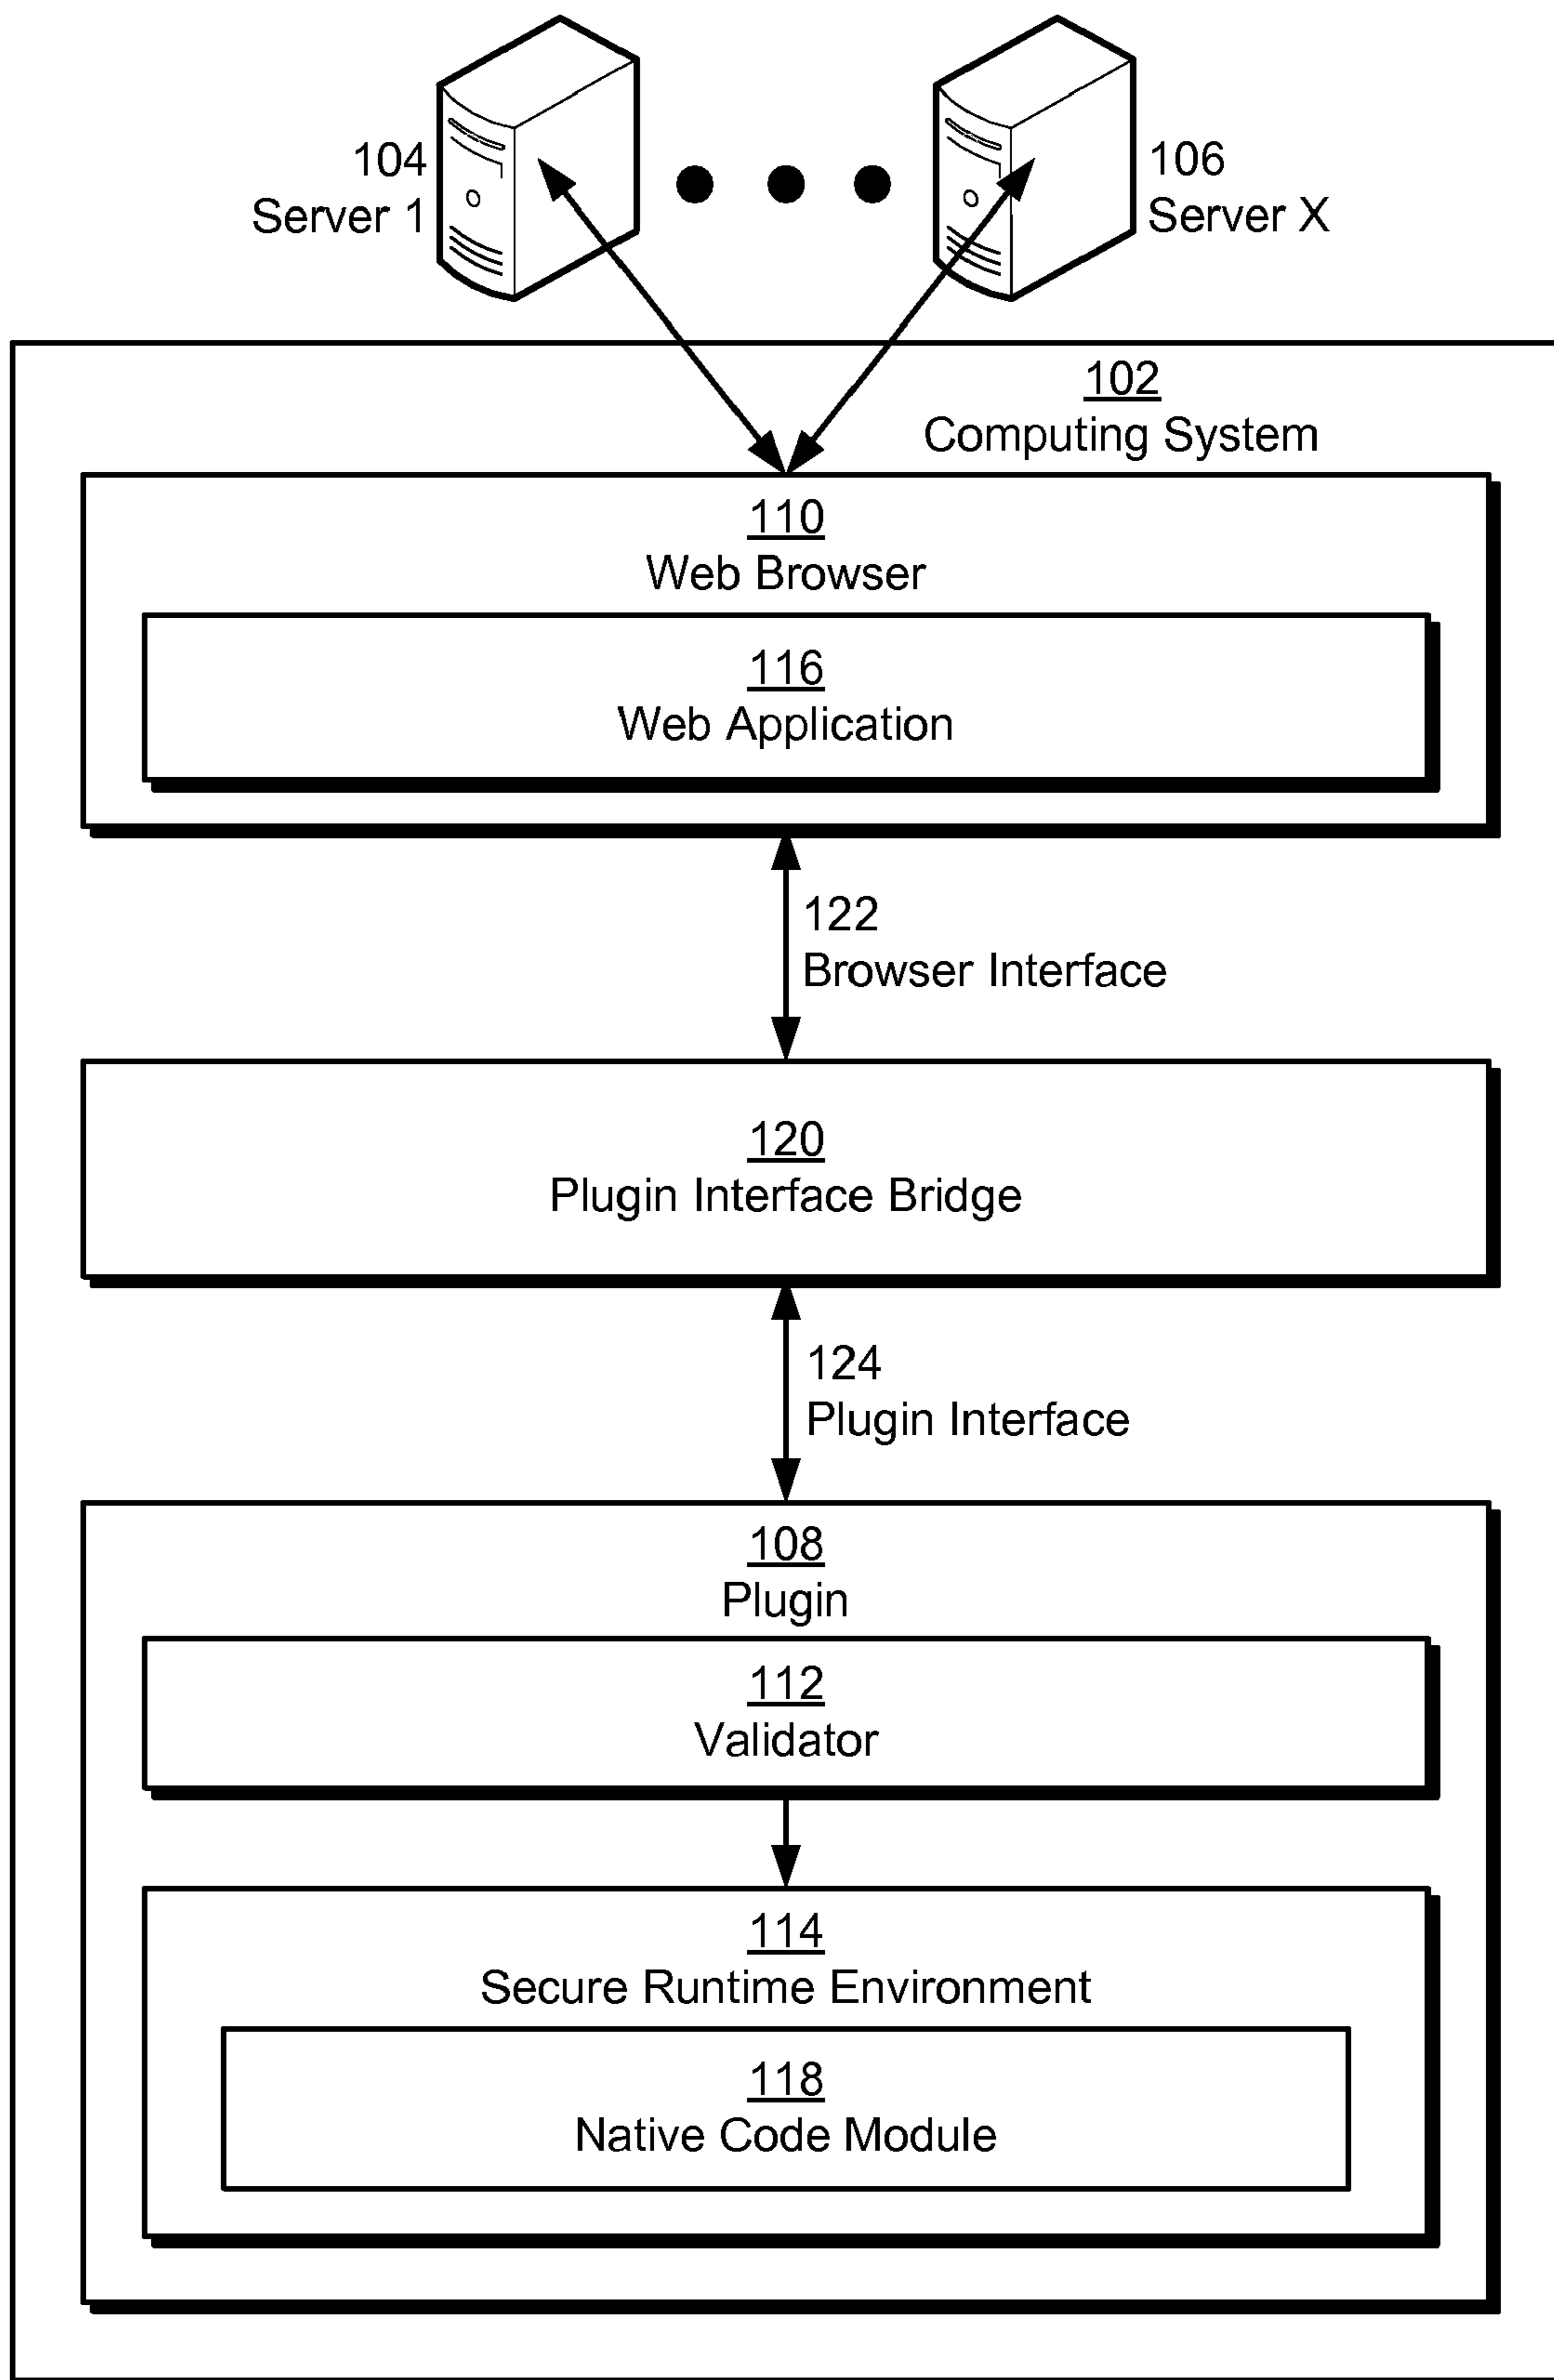 104
Server 1
106
Server X
102
Computing System
110
Web Browser
116
Web Application
122
Browser Interface
120
Plugin Interface Bridge
124
Plugin Interface
108
Plugin
112
Validator
114
Secure Runtime Environment
118
Native Code Module